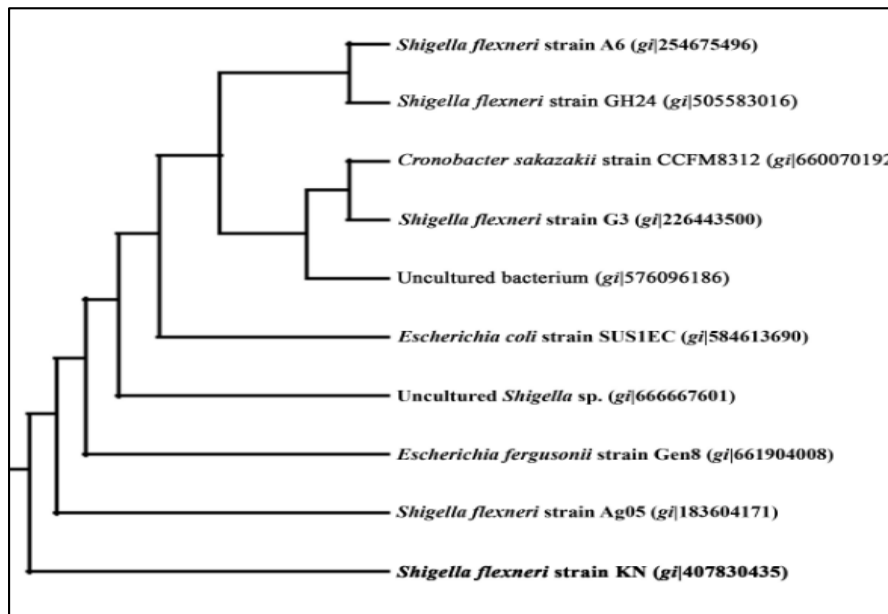 Shigella flexneri strain A6 (gi|254675496)
Shigella flexneri strain GH24 (gi|505583016)
Cronobacter sakazakii strain CCFM8312 (gi|660070192
Shigella flexneri strain G3 (gi|226443500)
Uncultured bacterium (gi|576096186)
Escherichia coli strain SUS1EC (gi|584613690)
Uncultured Shigella sp. (gi|666667601)
Escherichia fergusonii strain Gen8 (gi|661904008)
Shigella flexneri strain Ag05 (gi|183604171)
Shigella flexneri strain KN (gi|407830435)